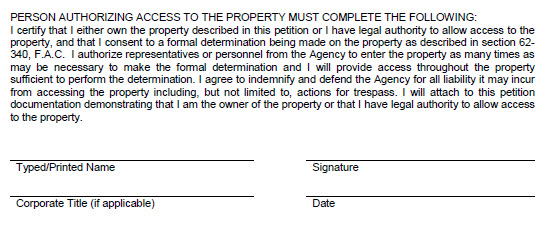 PERSON AUTHORIZING ACCESS TO THE PROPERTY MUST COMPLETE THE FOLLOWING:
I certify that I either own the property described in this petition or I have legal authority to allow access to the
property, and that I consent to a formal determination being made on the property as described in section 62-
340, F.A.C. I authorize representatives or personnel from the Agency to enter the property as many times as
may be necessary to make the formal determination and I will provide access throughout the property
sufficient to perform the determination. I agree to indemnify and defend the Agency for all liability it may incur
from accessing the property including, but not limited to, actions for trespass. I will attach to this petition
documentation demonstrating that I am the owner of the property or that I have legal authority to allow access
to the property.
Typed/Printed Name
Signature
Corporate Title (if applicable)
Date